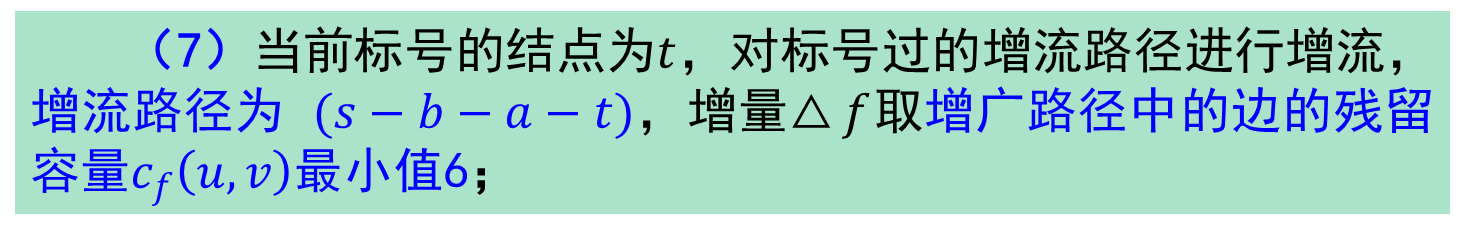 （7）当前标号的结点为t，对标号过的增流路径进行增流，
增流路径为 (s − b − a − t)，增量△ f取增广路径中的边的残留
容量c_f(u, v)最小值6；